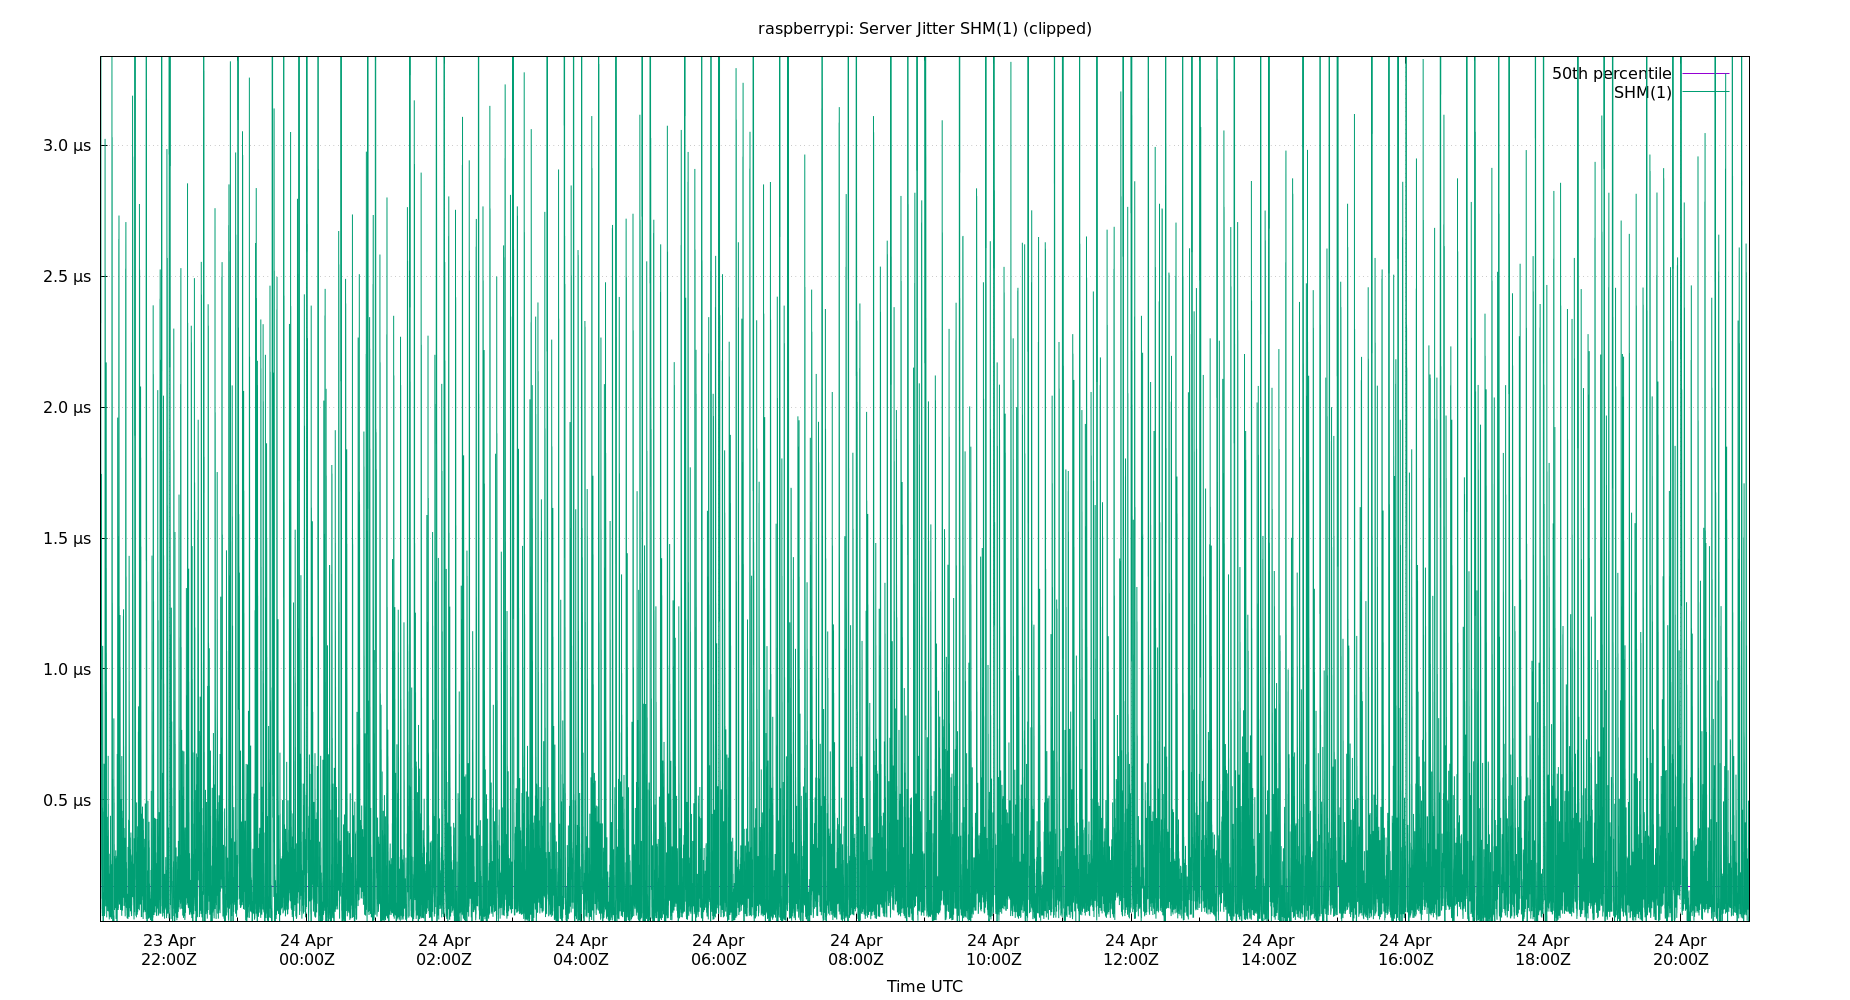 raspberrypi: Server Jitter SHM(1) (clipped)
50th percentile
SHM(1)
3.0 µs
2.5 µs
2.0 µs
1.5 µs
1.0 µs
0.5 µs
23 Apr 24 Apr 24 Apr 24 Apr 24 Apr 24 Apr 24 Apr 24 Apr 24 Apr 24 Apr 24 Apr 24 Apr
22:00Z 00:00Z 02:00Z 04:00Z 06:00Z 08:00Z 10:00Z 12:00Z 14:00Z 16:00Z 18:00Z 20:00Z
Time UTC